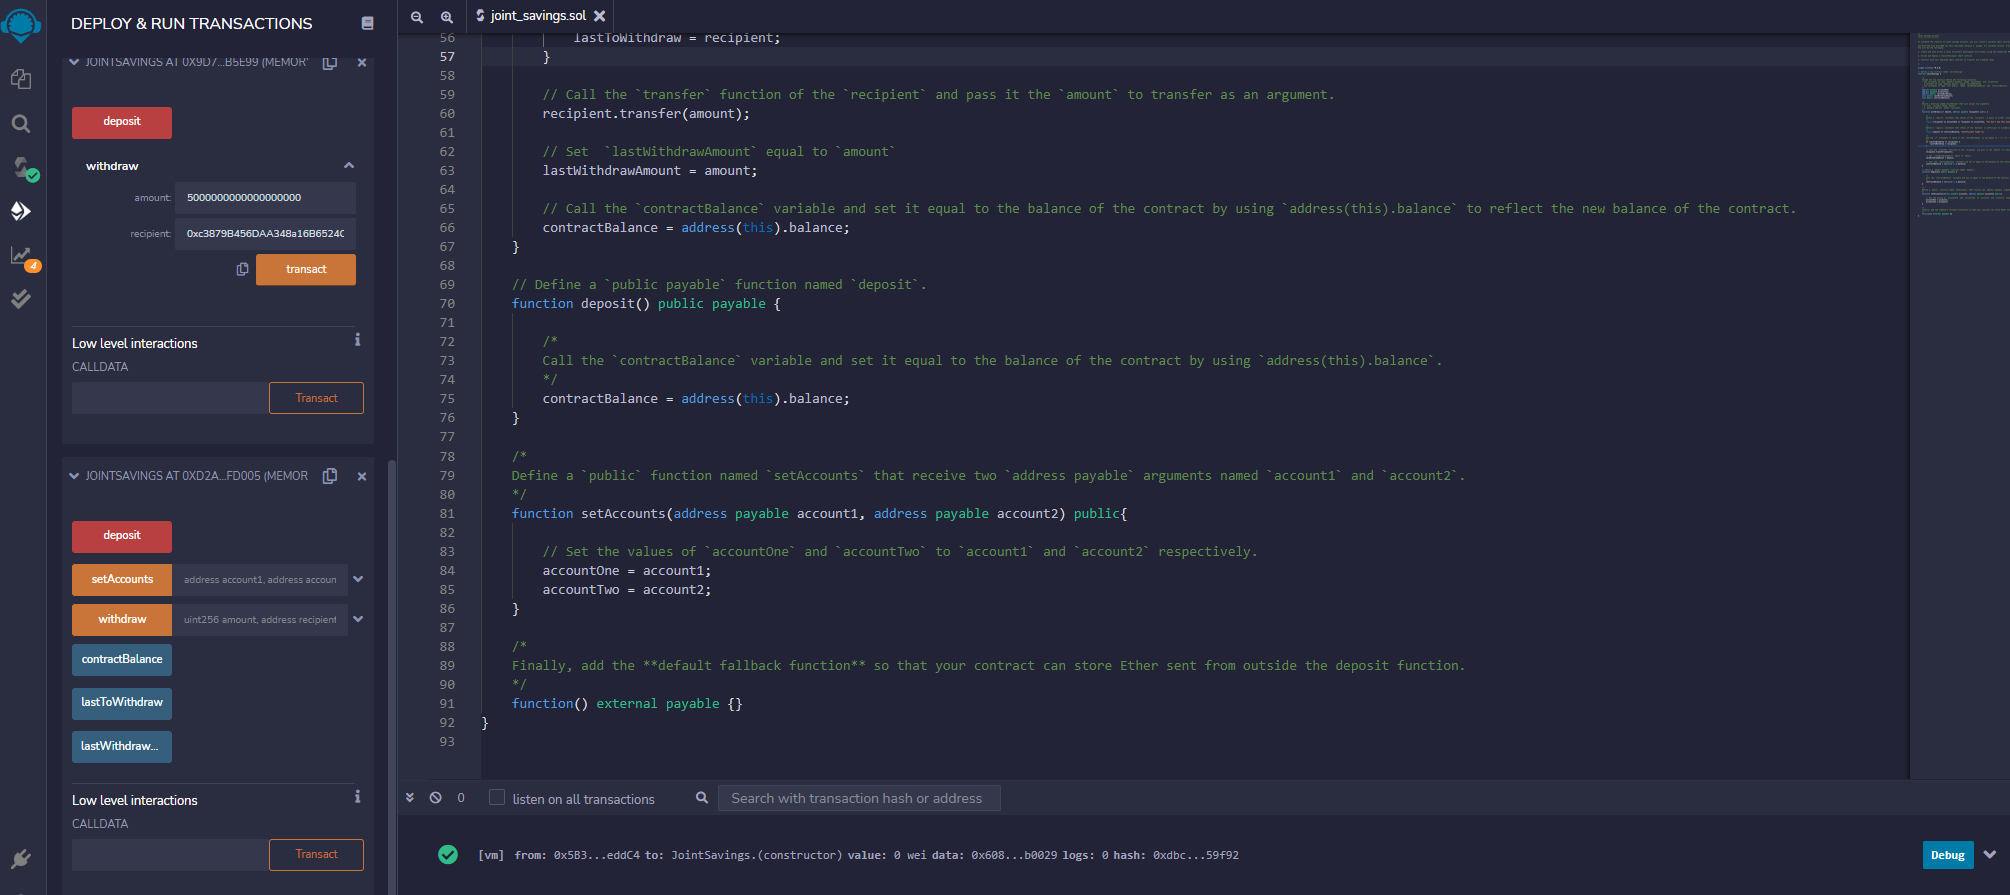 DEPLOY & RUN TRANSACTIONS
JOINTSAVINGS AT 0X9D7...B5E99 (MEMORY
deposit
withdraw
amount: 5000000000000000000
recipient: 0xc3879B456DAA348a16B6524C
transact
Low level interactions
CALLDATA
Transact
JOINTSAVINGS AT 0XD2A...FD005 (MEMOR
deposit
setAccounts address account1, address accoun
withdraw uint256 amount, address recipient
contractBalance
lastToWithdraw
lastWithdraw...
Low level interactions
CALLDATA
Transact
4
joint_savings.sol
56 lastToWithdraw = recipient;
57 }
58
59 // Call the `transfer` function of the `recipient` and pass it the `amount` to transfer as an argument.
60 recipient.transfer(amount);
61
62 // Set  `lastWithdrawAmount` equal to `amount`
63 lastWithdrawAmount = amount;
64
65 // Call the `contractBalance` variable and set it equal to the balance of the contract by using `address(this).balance` to reflect the new balance of the contract.
66 contractBalance = address(this).balance;
67 }
68
69 // Define a `public payable` function named `deposit`.
70 function deposit() public payable {
71
72 /*
73 Call the `contractBalance` variable and set it equal to the balance of the contract by using `address(this).balance`.
74 */
75 contractBalance = address(this).balance;
76 }
77
78 /*
79 Define a `public` function named `setAccounts` that receive two `address payable` arguments named `account1` and `account2`.
80 */
81 function setAccounts(address payable account1, address payable account2) public{
82
83 // Set the values of `accountOne` and `accountTwo` to `account1` and `account2` respectively.
84 accountOne = account1;
85 accountTwo = account2;
86 }
87
88 /*
89 Finally, add the **default fallback function** so that your contract can store Ether sent from outside the deposit function.
90 */
91 function() external payable {}
92 }
93
0 listen on all transactions Search with transaction hash or address
[vm] from: 0x5B3...eddC4 to: JointSavings.(constructor) value: 0 wei data: 0x608...b0029 logs: 0 hash: 0xdbc...59f92
Debug